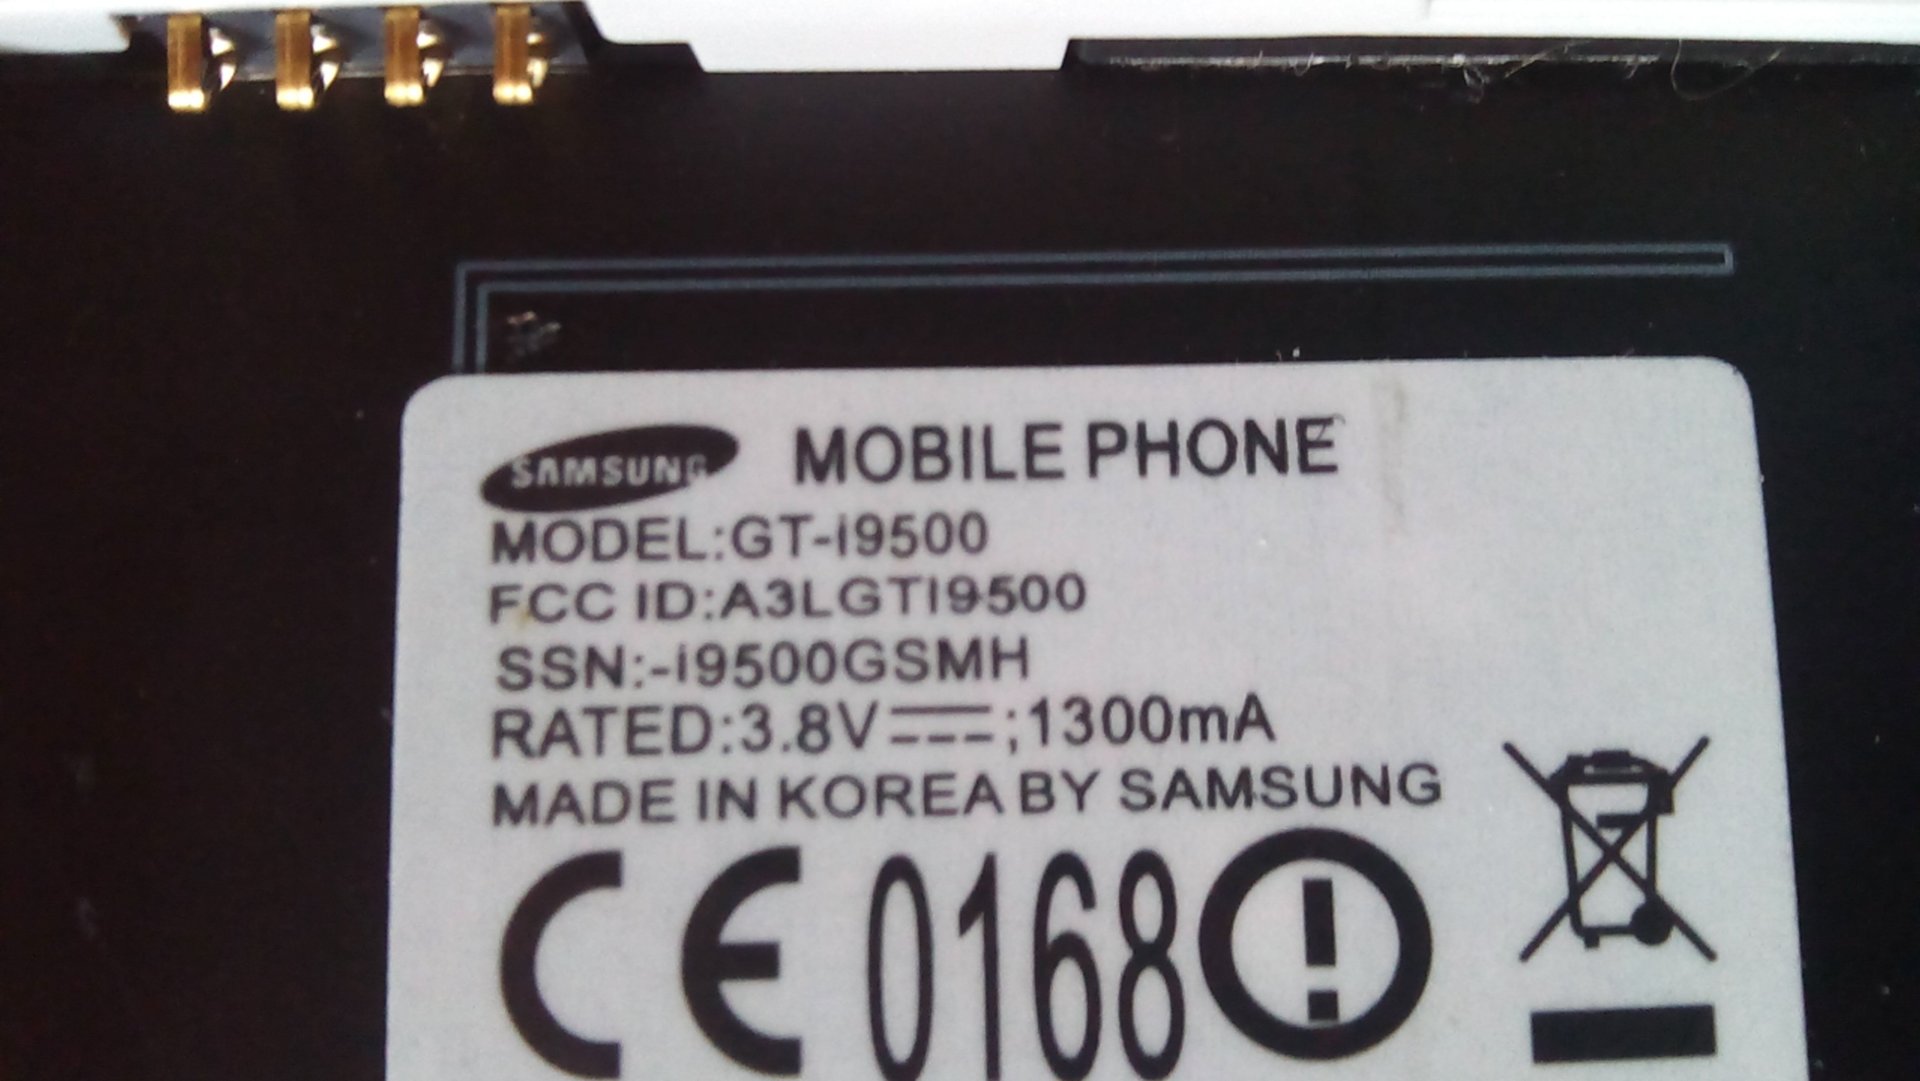 SAMSUNG MOBILE PHONE
MODEL:GT-i9500
FCC ID:A3LGTI9500
SSN:-i9500GSMH
RATED:3.8V⎓;1300mA
MADE IN KOREA BY SAMSUNG
CE 0168